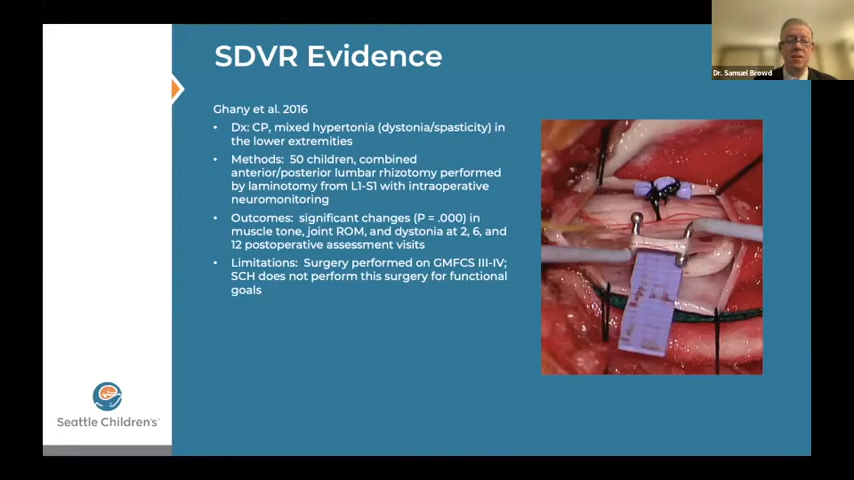 SDVR Evidence
Dr. Samuel Browd
Ghany et al. 2016
• Dx: CP, mixed hypertonia (dystonia/spasticity) in
the lower extremities
• Methods: 50 children, combined
anterior/posterior lumbar rhizotomy performed
by laminotomy from L1-S1 with intraoperative
neuromonitoring
• Outcomes: significant changes (P = .000) in
muscle tone, joint ROM, and dystonia at 2, 6, and
12 postoperative assessment visits
• Limitations: Surgery performed on GMFCS III-IV;
SCH does not perform this surgery for functional
goals
Seattle Children's